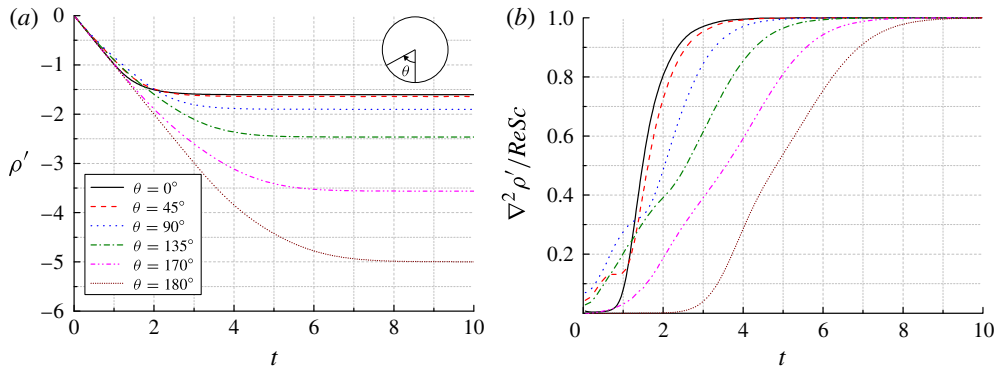 (a)
0
−1
−2
−3
−4
−5
−6
ρ′
θ
θ = 0°
θ = 45°
θ = 90°
θ = 135°
θ = 170°
θ = 180°
0 2 4 6 8 10
t
(b)
1.0
0.8
0.6
0.4
0.2
∇²ρ′/ReSc
0 2 4 6 8 10
t